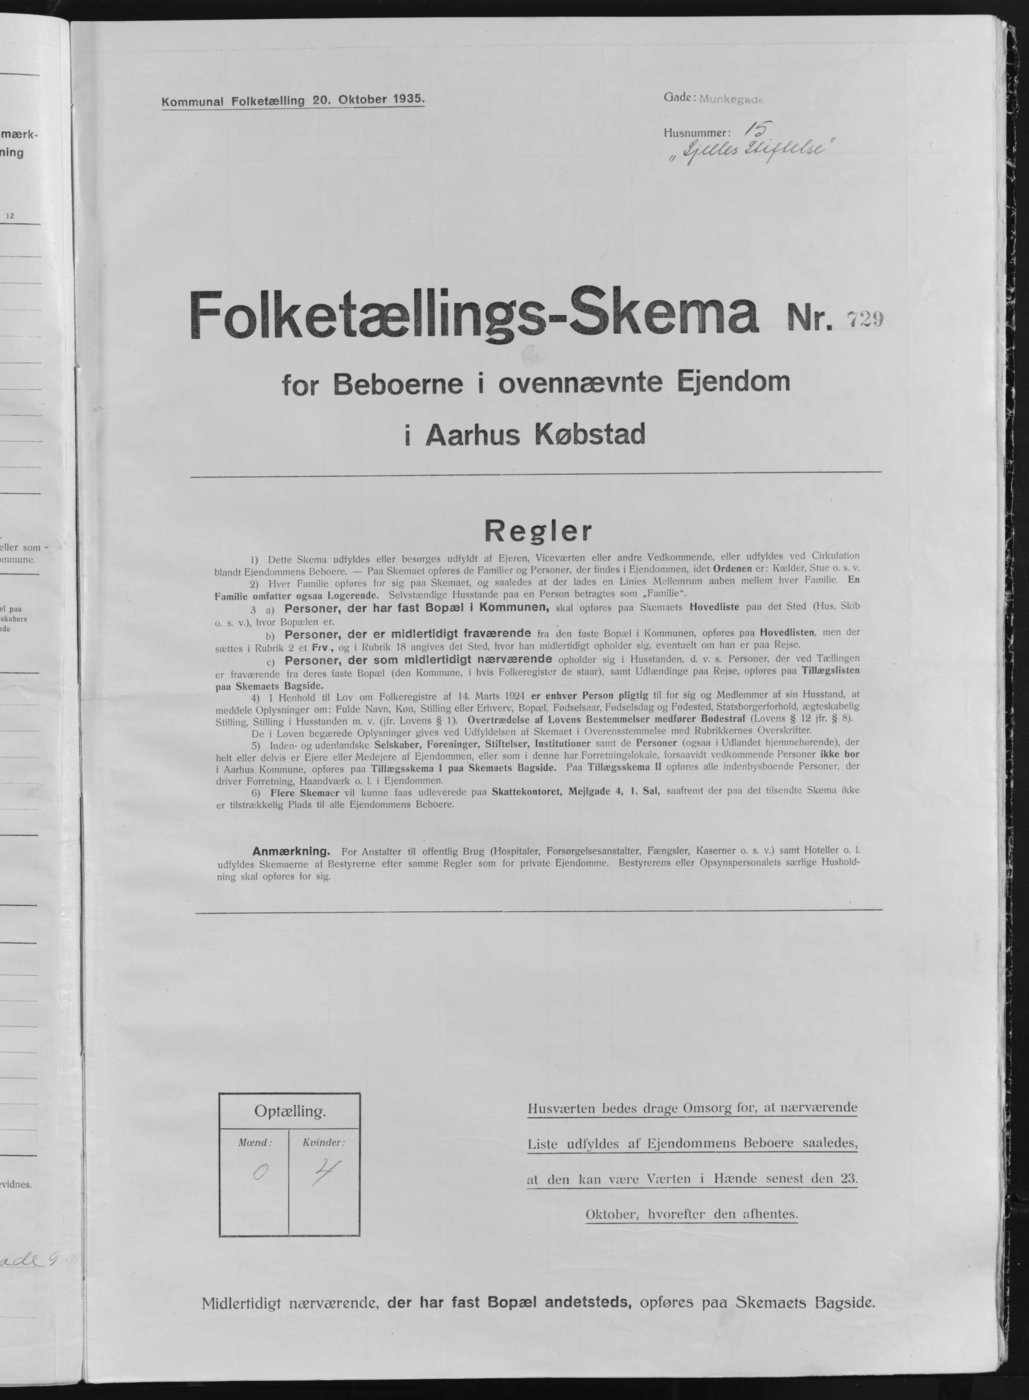 mærk-
ning
12
eller som
ommune.
el paa
skabers
de
vidnes.
ade 9
Kommunal Folketælling 20. Oktober 1935.
Gade: Munkegade
Husnummer: 15
„Gjelles Stiftelse”
Folketællings-Skema Nr. 729
for Beboerne i ovennævnte Ejendom
i Aarhus Købstad
Regler
1) Dette Skema udfyldes eller besørges udfyldt af Ejeren, Viceværten eller andre Vedkommende, eller udfyldes ved Cirkulation
blandt Ejendommens Beboere. — Paa Skemaet opføres de Familier og Personer, der findes i Ejendommen, idet Ordenen er: Kælder, Stue o. s. v.
2) Hver Familie opføres for sig paa Skemaet, og saaledes at der lades en Linies Mellemrum aaben mellem hver Familie. En
Familie omfatter ogsaa Logerende. Selvstændige Husstande paa en Person betragtes som „Familie".
3 a) Personer, der har fast Bopæl i Kommunen, skal opføres paa Skemaets Hovedliste paa det Sted (Hus, Skib
o. s. v.), hvor Bopælen er.
b) Personer, der er midlertidigt fraværende fra den faste Bopæl i Kommunen, opføres paa Hovedlisten, men der
sættes i Rubrik 2 et Frv., og i Rubrik 18 angives det Sted, hvor han midlertidigt opholder sig, eventuelt om han er paa Rejse.
c) Personer, der som midlertidigt nærværende opholder sig i Husstanden, d. v. s. Personer, der ved Tællingen
er fraværende fra deres faste Bopæl (den Kommune, i hvis Folkeregister de staar), samt Udlændinge paa Rejse, opføres paa Tillægslisten
paa Skemaets Bagside.
4) I Henhold til Lov om Folkeregistre af 14. Marts 1924 er enhver Person pligtig til for sig og Medlemmer af sin Husstand, at
meddele Oplysninger om: Fulde Navn, Køn, Stilling eller Erhverv, Bopæl, Fødselsaar, Fødselsdag og Fødested, Statsborgerforhold, ægteskabelig
Stilling, Stilling i Husstanden m. v. (jfr. Lovens § 1). Overtrædelse af Lovens Bestemmelser medfører Bødestraf (Lovens § 12 jfr. § 8).
De i Loven begærede Oplysninger gives ved Udfyldelsen af Skemaet i Overensstemmelse med Rubrikkernes Overskrifter.
5) Inden- og udenlandske Selskaber, Foreninger, Stiftelser, Institutioner samt de Personer (ogsaa i Udlandet hjemmehørende), der
helt eller delvis er Ejere eller Medejere af Ejendommen, eller som i denne har Forretningslokale, forsaavidt vedkommende Personer ikke bor
i Aarhus Kommune, opføres paa Tillægsskema I paa Skemaets Bagside. Paa Tillægsskema II opføres alle indenbysboende Personer, der
driver Forretning, Haandværk o. l. i Ejendommen.
6) Flere Skemaer vil kunne faas udleverede paa Skattekontoret, Mejlgade 4, 1. Sal, saafremt der paa det tilsendte Skema ikke
er tilstrækkelig Plads til alle Ejendommens Beboere.
Anmærkning. For Anstalter til offentlig Brug (Hospitaler, Forsørgelsesanstalter, Fængsler, Kaserner o. s. v.) samt Hoteller o. l.
udfyldes Skemaerne af Bestyrerne efter samme Regler som for private Ejendomme. Bestyrerens eller Opsynspersonalets særlige Hushold-
ning skal opføres for sig.
Optælling.
Mænd: Kvinder:
0 4
Husværten bedes drage Omsorg for, at nærværende
Liste udfyldes af Ejendommens Beboere saaledes,
at den kan være Værten i Hænde senest den 23.
Oktober, hvorefter den afhentes.
Midlertidigt nærværende, der har fast Bopæl andetsteds, opføres paa Skemaets Bagside.